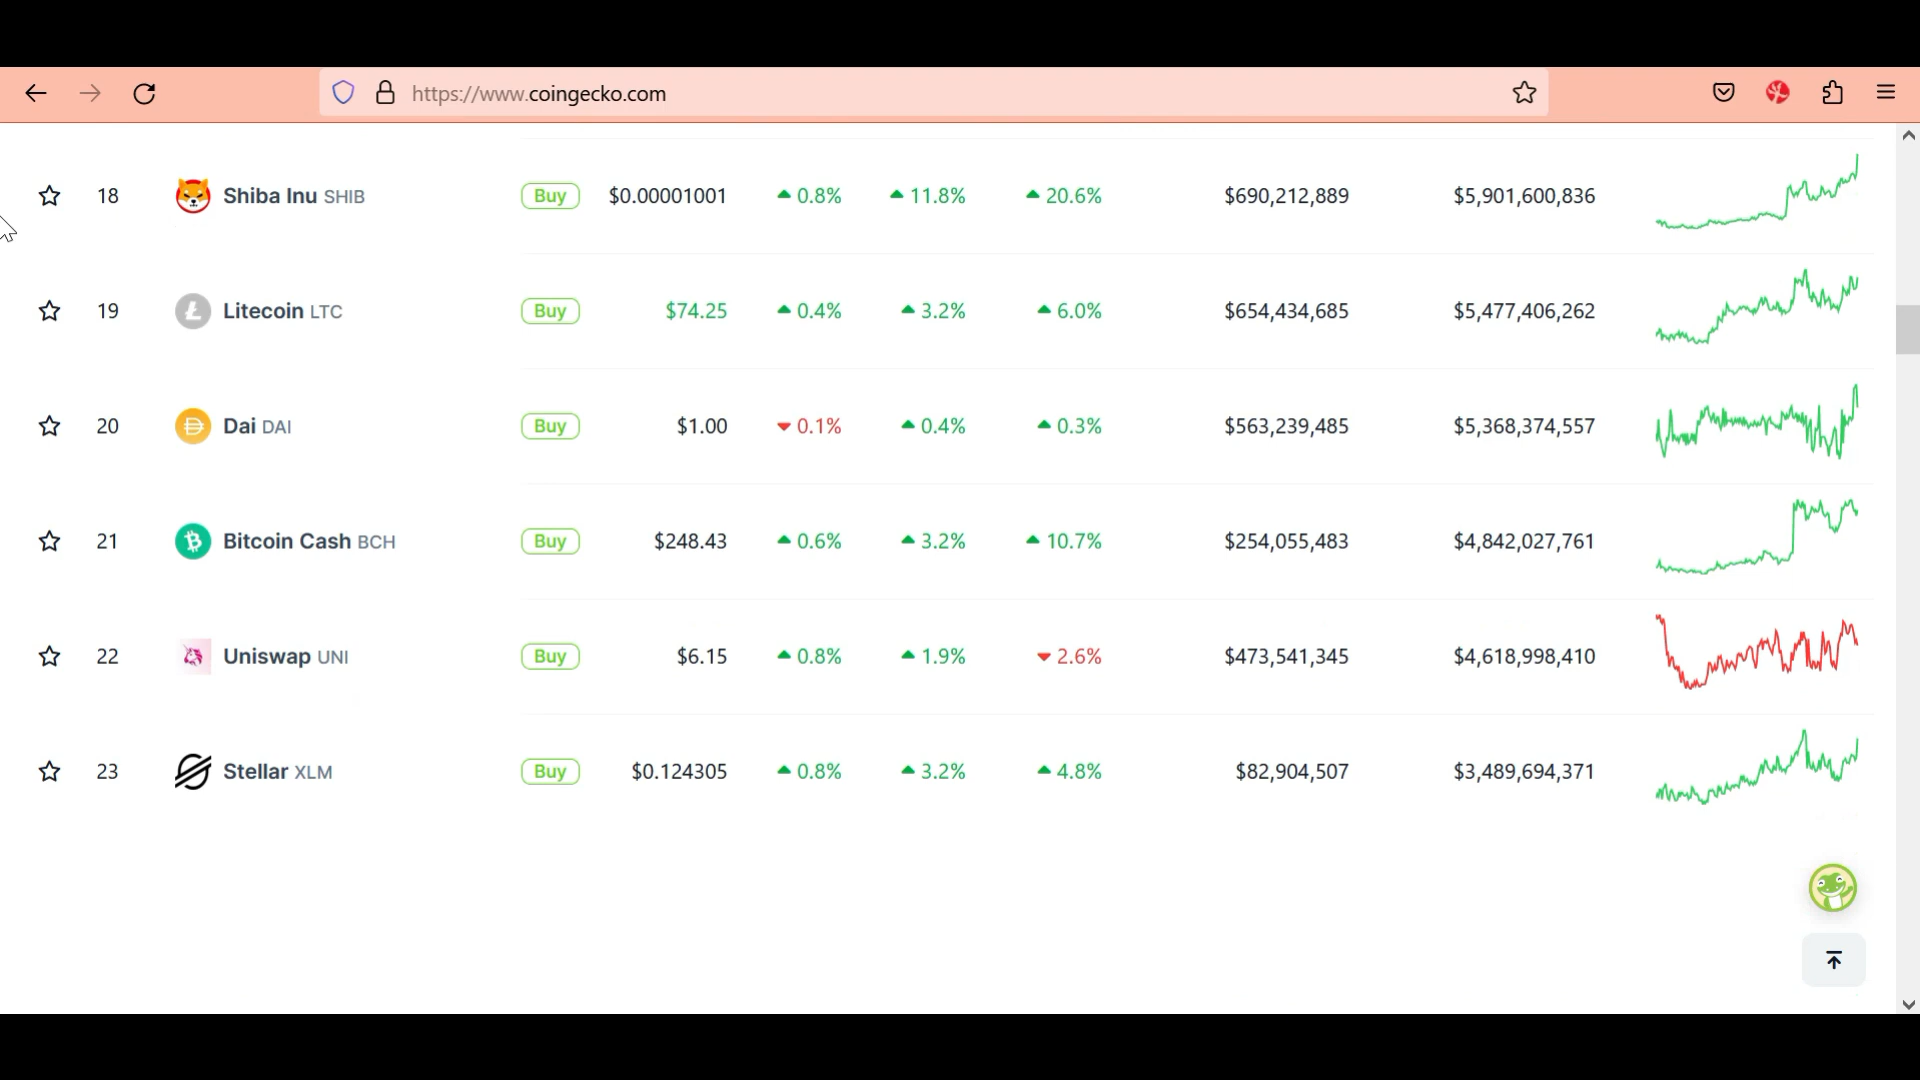 https://www.coingecko.com
18 Shiba Inu SHIB Buy $0.00001001 0.8% 11.8% 20.6% $690,212,889 $5,901,600,836
19 Litecoin LTC Buy $74.25 0.4% 3.2% 6.0% $654,434,685 $5,477,406,262
20 Dai DAI Buy $1.00 0.1% 0.4% 0.3% $563,239,485 $5,368,374,557
21 Bitcoin Cash BCH Buy $248.43 0.6% 3.2% 10.7% $254,055,483 $4,842,027,761
22 Uniswap UNI Buy $6.15 0.8% 1.9% 2.6% $473,541,345 $4,618,998,410
23 Stellar XLM Buy $0.124305 0.8% 3.2% 4.8% $82,904,507 $3,489,694,371